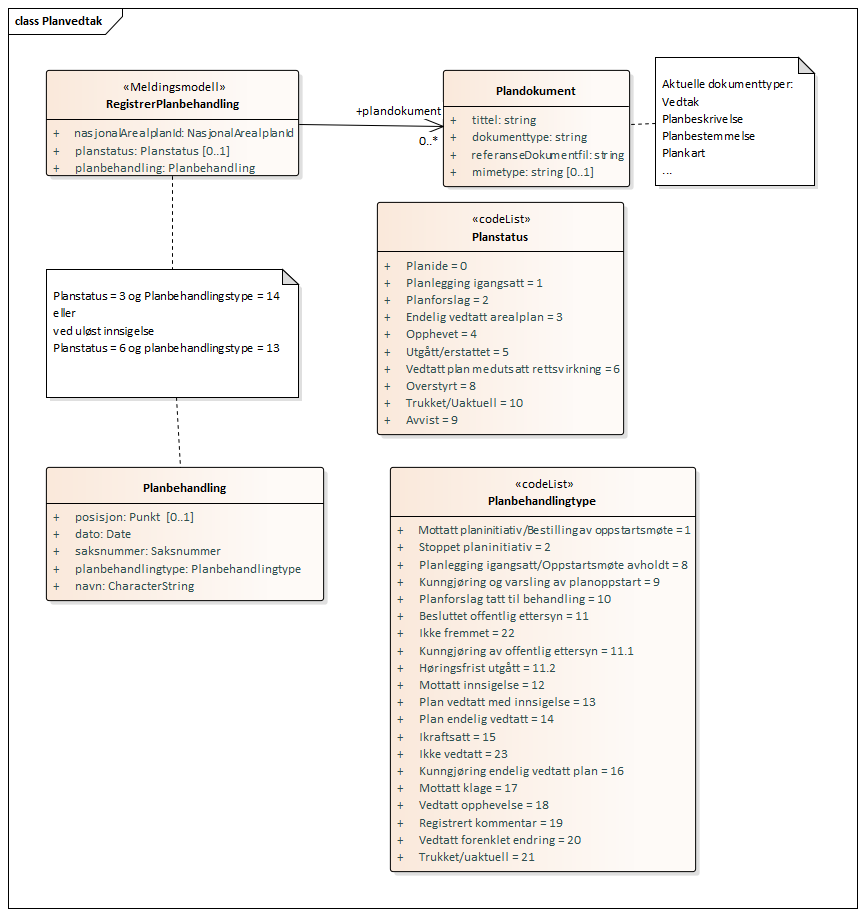 class Planvedtak
«Meldingsmodell»
RegistrerPlanbehandling
+ nasjonalArealplanId: NasjonalArealplanId
+ planstatus: Planstatus [0..1]
+ planbehandling: Planbehandling
+plandokument
0..*
Plandokument
+ tittel: string
+ dokumenttype: string
+ referanseDokumentfil: string
+ mimetype: string [0..1]
Aktuelle dokumenttyper:
Vedtak
Planbeskrivelse
Planbestemmelse
Plankart
...
«codeList»
Planstatus
+ Planide = 0
+ Planlegging igangsatt = 1
+ Planforslag = 2
+ Endelig vedtatt arealplan = 3
+ Opphevet = 4
+ Utgått/erstattet = 5
+ Vedtatt plan med utsatt rettsvirkning = 6
+ Overstyrt = 8
+ Trukket/Uaktuell = 10
+ Avvist = 9
Planstatus = 3 og Planbehandlingstype = 14
eller
ved uløst innsigelse
Planstatus = 6 og planbehandlingstype = 13
Planbehandling
+ posisjon: Punkt [0..1]
+ dato: Date
+ saksnummer: Saksnummer
+ planbehandlingtype: Planbehandlingtype
+ navn: CharacterString
«codeList»
Planbehandlingtype
+ Mottatt planinitiativ/Bestilling av oppstartsmøte = 1
+ Stoppet planinitiativ = 2
+ Planlegging igangsatt/Oppstartsmøte avholdt = 8
+ Kunngjøring og varsling av planoppstart = 9
+ Planforslag tatt til behandling = 10
+ Besluttet offentlig ettersyn = 11
+ Ikke fremmet = 22
+ Kunngjøring av offentlig ettersyn = 11.1
+ Høringsfrist utgått = 11.2
+ Mottatt innsigelse = 12
+ Plan vedtatt med innsigelse = 13
+ Plan endelig vedtatt = 14
+ Ikraftsatt = 15
+ Ikke vedtatt = 23
+ Kunngjøring endelig vedtatt plan = 16
+ Mottatt klage = 17
+ Vedtatt opphevelse = 18
+ Registrert kommentar = 19
+ Vedtatt forenklet endring = 20
+ Trukket/uaktuell = 21